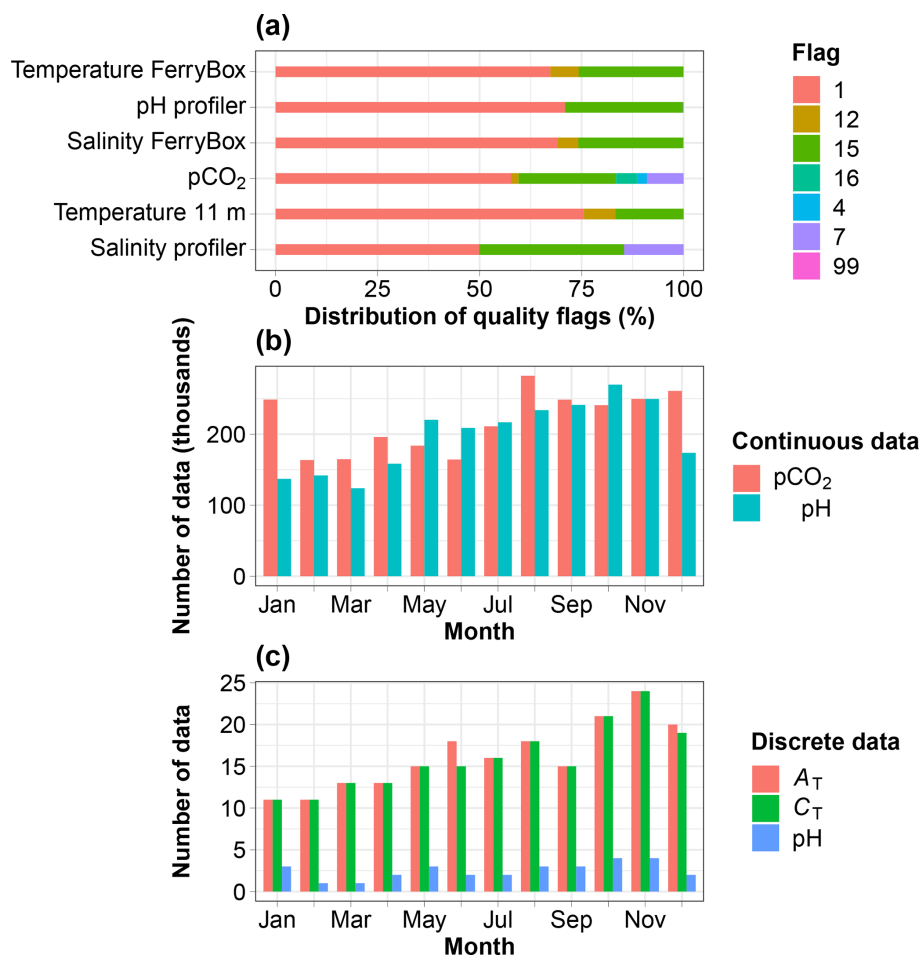 (a)
Temperature FerryBox
pH profiler
Salinity FerryBox
pCO₂
Temperature 11 m
Salinity profiler
0 25 50 75 100
Distribution of quality flags (%)
Flag
1
12
15
16
4
7
99
(b)
Number of data (thousands)
200
100
0
Jan Mar May Jul Sep Nov
Month
Continuous data
pCO₂
pH
(c)
Number of data
25
20
15
10
5
0
Jan Mar May Jul Sep Nov
Month
Discrete data
A_T
C_T
pH